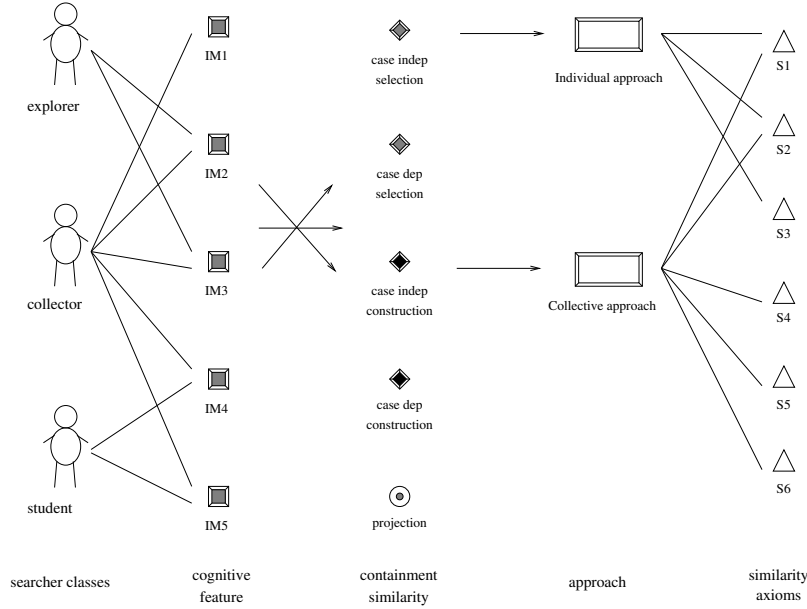 IM1
case indep
selection
Individual approach
S1
explorer
IM2
case dep
selection
S2
S3
IM3
case indep
construction
Collective approach
collector
S4
IM4
case dep
construction
S5
S6
student
IM5
projection
searcher classes
cognitive
feature
containment
similarity
approach
similarity
axioms